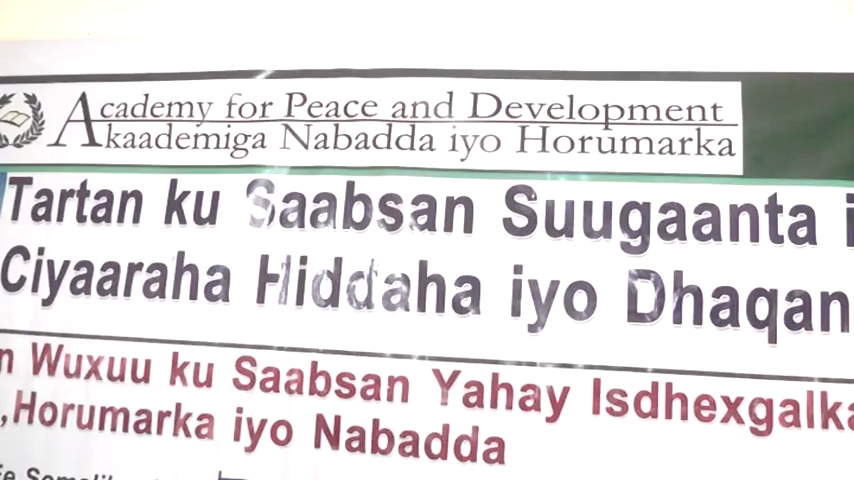 Academy for Peace and Development
Akaademiga Nabadda iyo Horumarka
Tartan ku Saabsan Suugaanta i
Ciyaaraha Hiddaha iyo Dhaqan
n Wuxuu ku Saabsan Yahay Isdhexgalka
,Horumarka iyo Nabadda